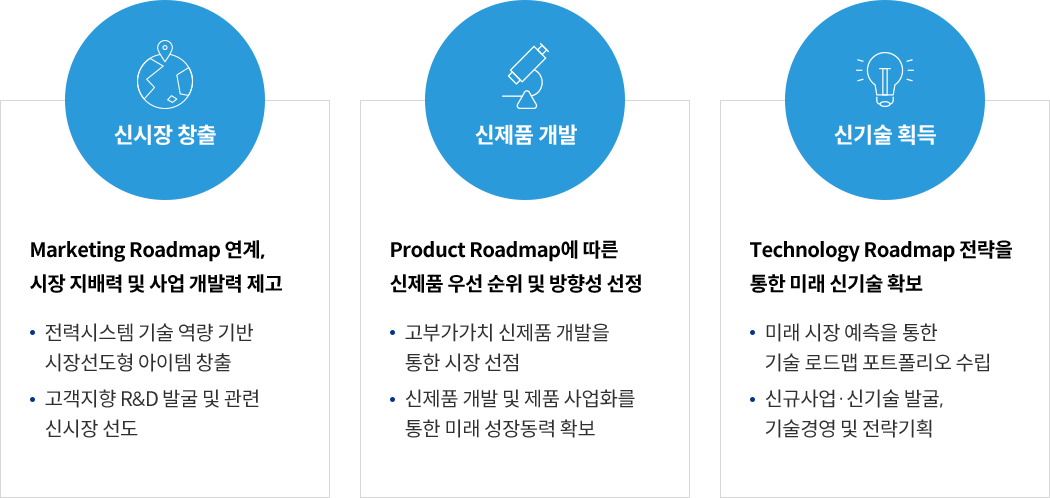 신시장 창출
Marketing Roadmap 연계,
시장 지배력 및 사업 개발력 제고
• 전력시스템 기술 역량 기반
시장선도형 아이템 창출
• 고객지향 R&D 발굴 및 관련
신시장 선도
신제품 개발
Product Roadmap에 따른
신제품 우선 순위 및 방향성 선정
• 고부가가치 신제품 개발을
통한 시장 선점
• 신제품 개발 및 제품 사업화를
통한 미래 성장동력 확보
신기술 획득
Technology Roadmap 전략을
통한 미래 신기술 확보
• 미래 시장 예측을 통한
기술 로드맵 포트폴리오 수립
• 신규사업·신기술 발굴,
기술경영 및 전략기획